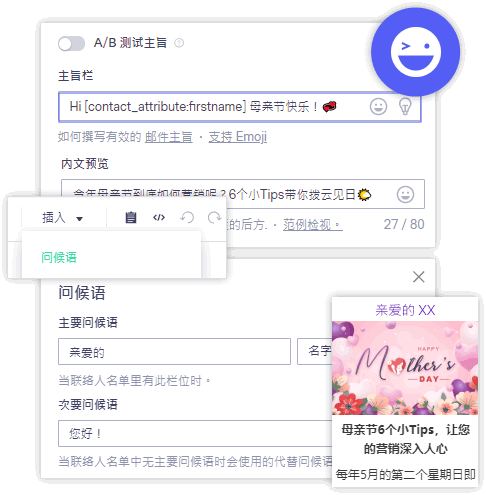 A/B 测试主旨
主旨栏
Hi [contact_attribute:firstname] 母亲节快乐！
如何撰写有效的 邮件主旨 · 支持 Emoji
内文预览
今年母亲节到底如何营销呢？6个小Tips带你拨云见日
的后方. · 范例检视。 27 / 80
插入
问候语
问候语
主要问候语
亲爱的 名字
当联络人名单里有此栏位时。
次要问候语
您好！
当联络人名单中无主要问候语时会使用的代替问候语
亲爱的 XX
HAPPY
Mother's
DAY
母亲节6个小Tips，让您
的营销深入人心
每年5月的第二个星期日即